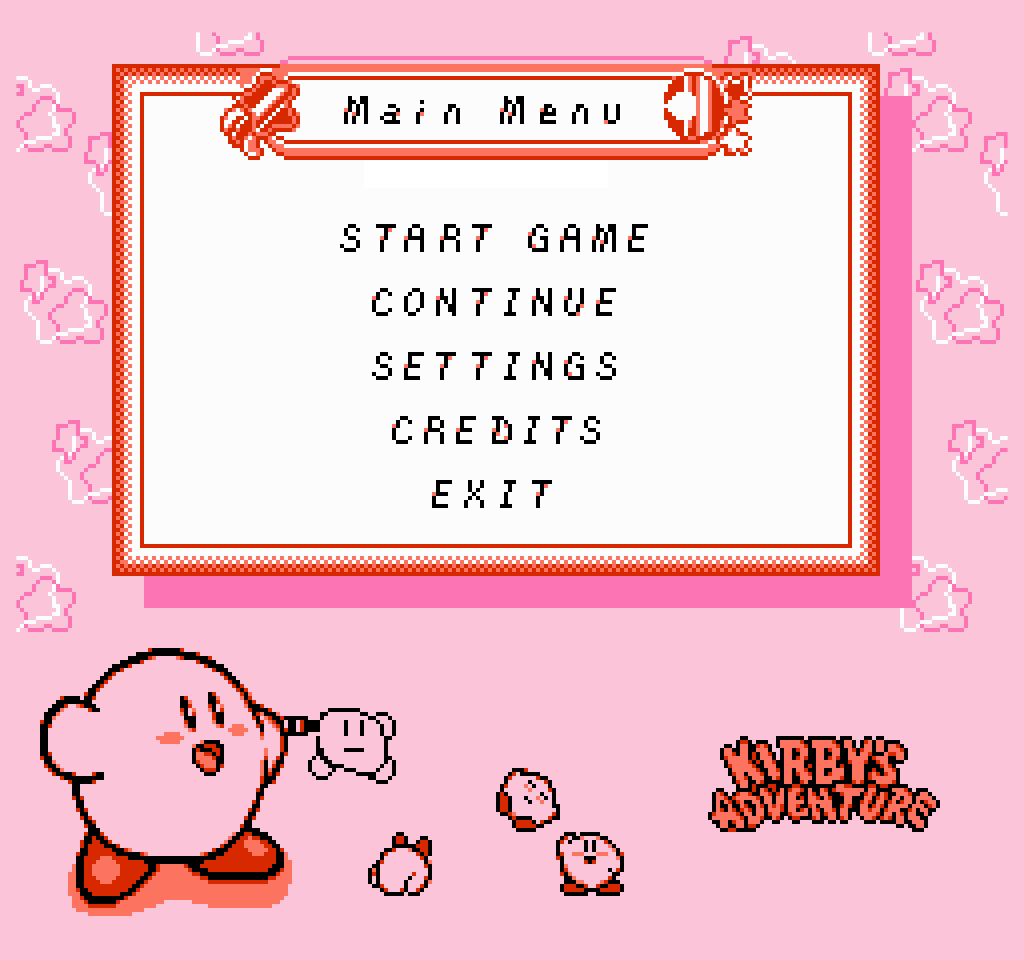 Main Menu
START GAME
CONTINUE
SETTINGS
CREDITS
EXIT
KIRBY'S
ADVENTURE